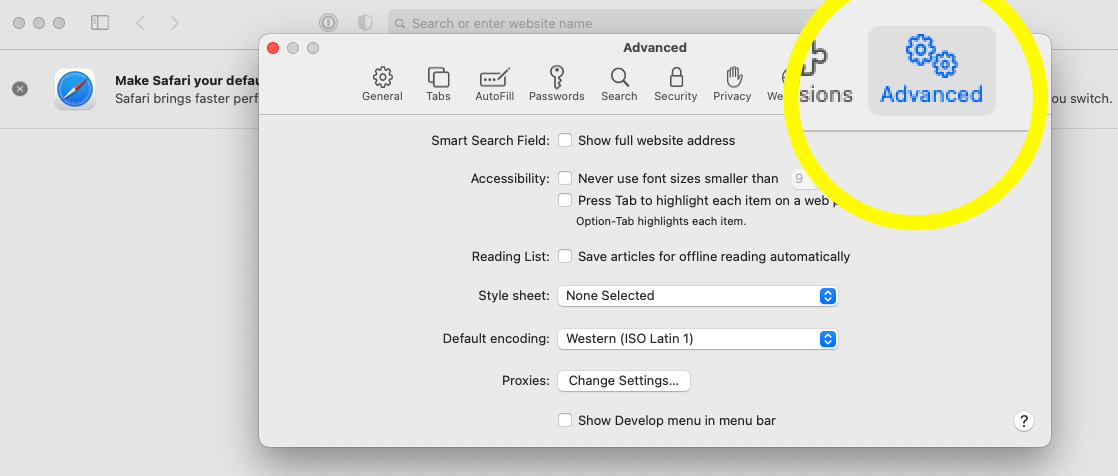 Search or enter website name
Make Safari your defau
Safari brings faster perf
ou switch.
Advanced
General
Tabs
AutoFill
Passwords
Search
Security
Privacy
We
sions
Advanced
Smart Search Field:
Show full website address
Accessibility:
Never use font sizes smaller than
9
Press Tab to highlight each item on a web p
Option-Tab highlights each item.
Reading List:
Save articles for offline reading automatically
Style sheet:
None Selected
Default encoding:
Western (ISO Latin 1)
Proxies:
Change Settings...
Show Develop menu in menu bar
?